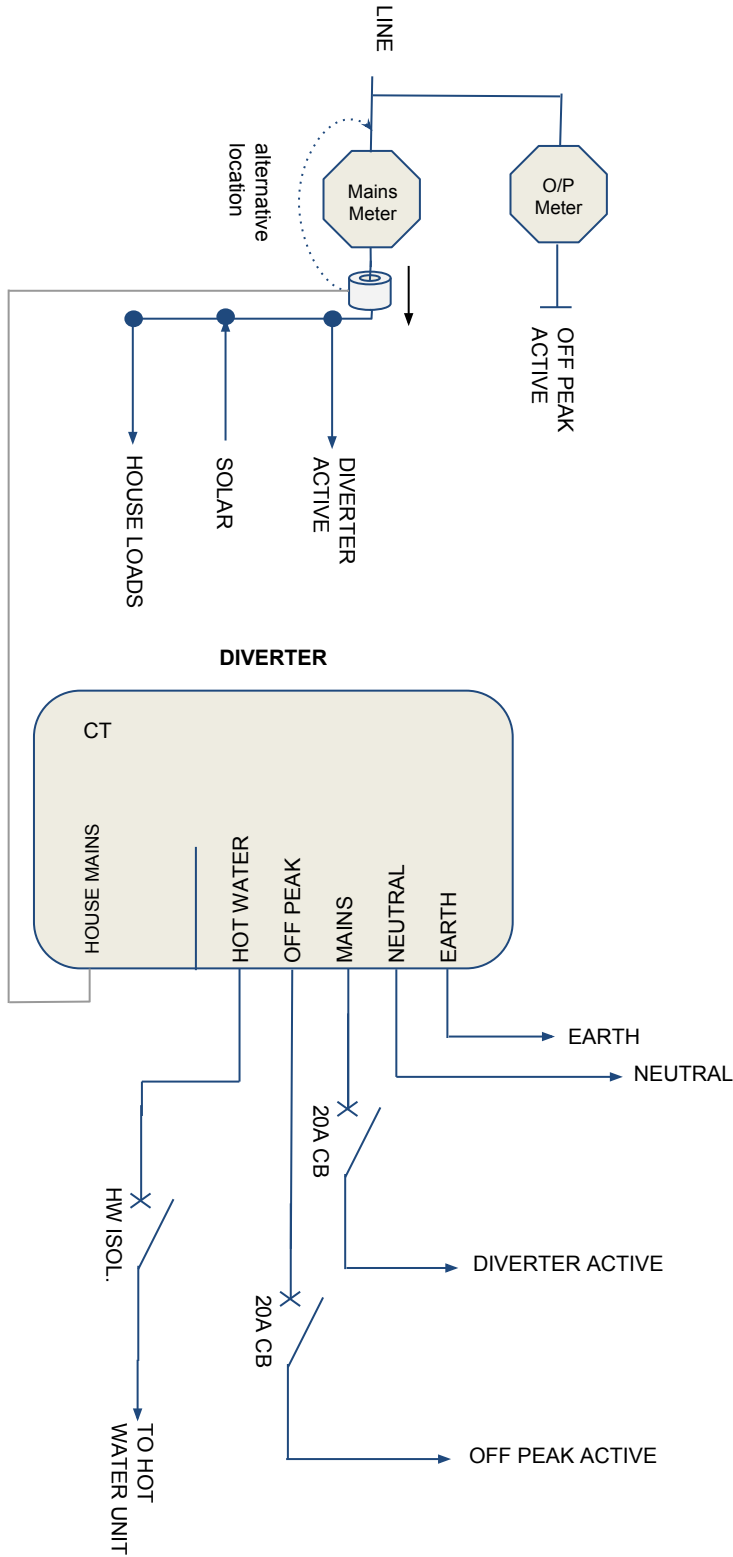 LINE
O/P
Meter
Mains
Meter
alternative
location
OFF PEAK
ACTIVE
DIVERTER
ACTIVE
SOLAR
HOUSE LOADS
DIVERTER
CT
HOUSE MAINS
HOT WATER
OFF PEAK
MAINS
NEUTRAL
EARTH
EARTH
NEUTRAL
20A CB
HW ISOL.
DIVERTER ACTIVE
20A CB
TO HOT
WATER UNIT
OFF PEAK ACTIVE